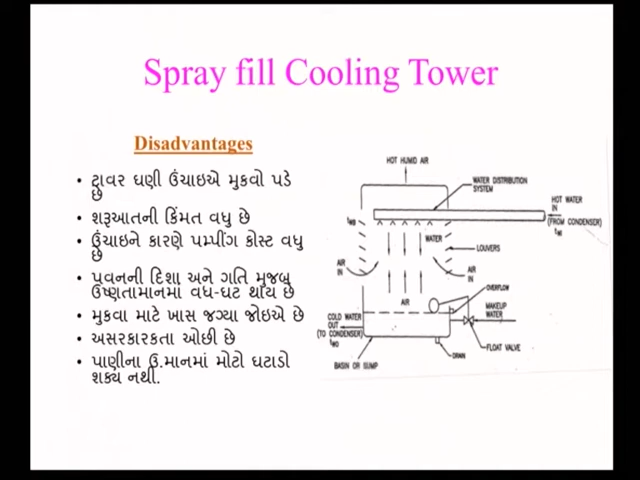 Spray fill Cooling Tower
Disadvantages
• ટાવર ઘણી ઉંચાઇએ મુકવો પડે
છે
• શરૂઆતની કિંમત વધુ છે
• ઉંચાઇને કારણે પમ્પીંગ કોસ્ટ વધુ
છે
• પવનની દિશા અને ગતિ મુજબ
ઉષ્ણતામાનમાં વધ-ઘટ થાય છે
• મુકવા માટે ખાસ જગ્યા જોઇએ છે
• અસરકારકતા ઓછી છે
• પાણીના ઉ.માનમાં મોટો ઘટાડો
શક્ય નથી.
HOT HUMID AIR
WATER DISTRIBUTION
SYSTEM
HOT WATER
IN
(FROM CONDENSER)
WATER
LOUVERS
AIR
IN
AIR
IN
AIR
OVERFLOW
COLD WATER
OUT
(TO CONDENSER)
MAKEUP
WATER
FLOAT VALVE
DRAIN
BASIN OR SUMP